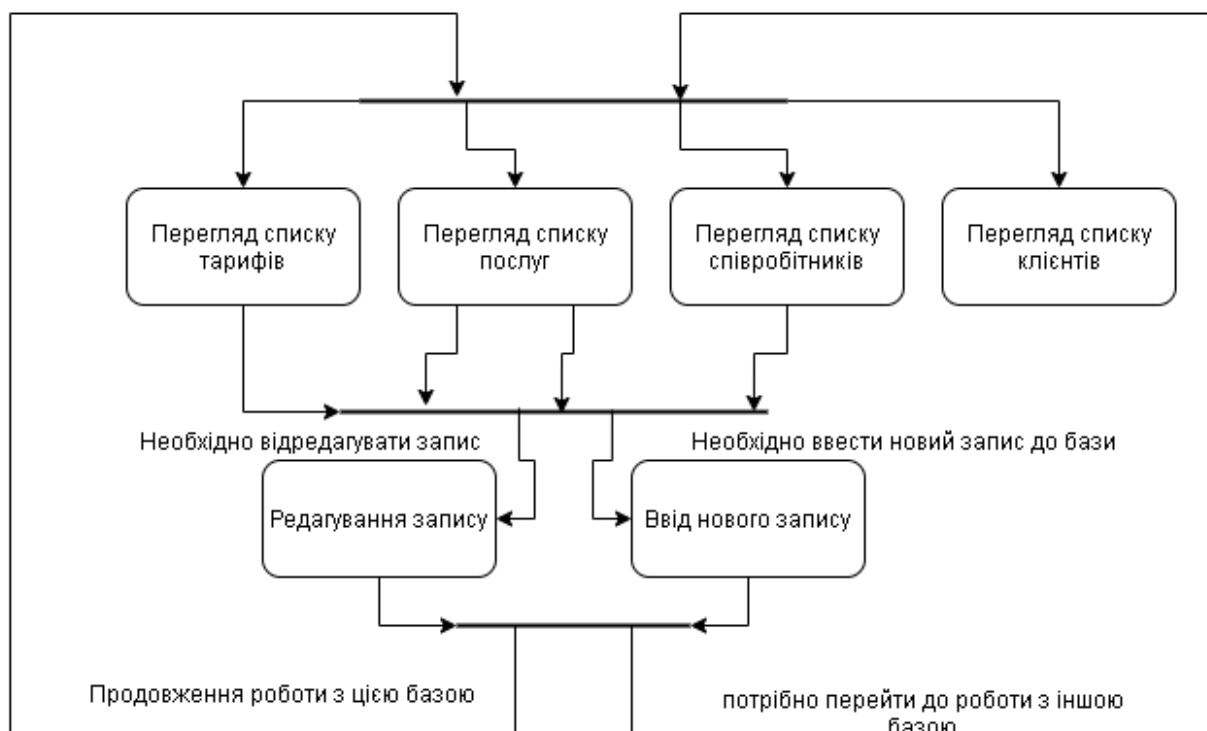 Перегляд списку
тарифів
Перегляд списку
послуг
Перегляд списку
співробітників
Перегляд списку
клієнтів
Необхідно відредагувати запис
Необхідно ввести новий запис до бази
Редагування запису
Ввід нового запису
Продовження роботи з цією базою
потрібно перейти до роботи з іншою
базою